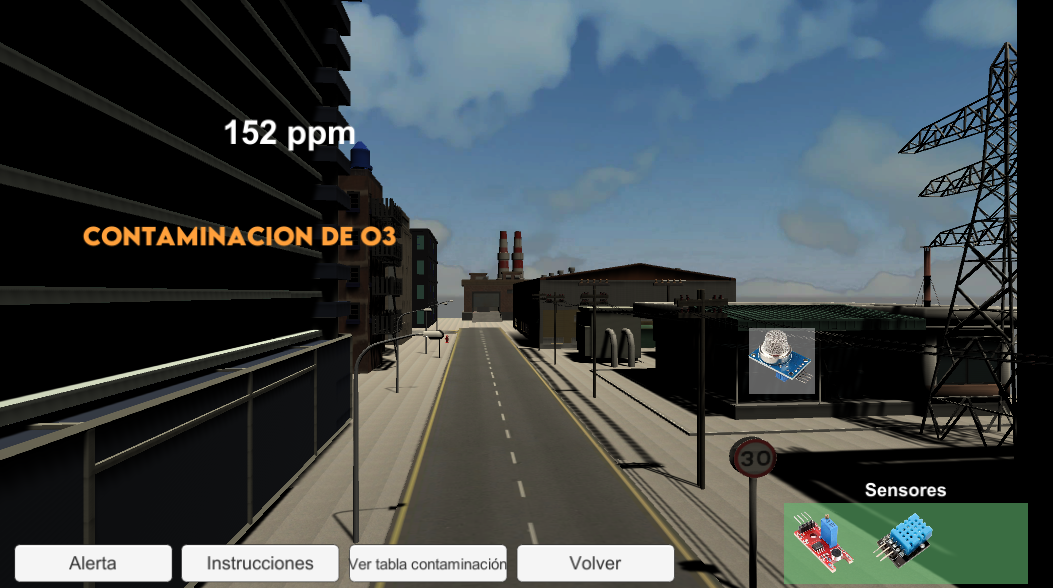 152 ppm
CONTAMINACION DE O3
30
Sensores
Alerta
Instrucciones
Ver tabla contaminación
Volver